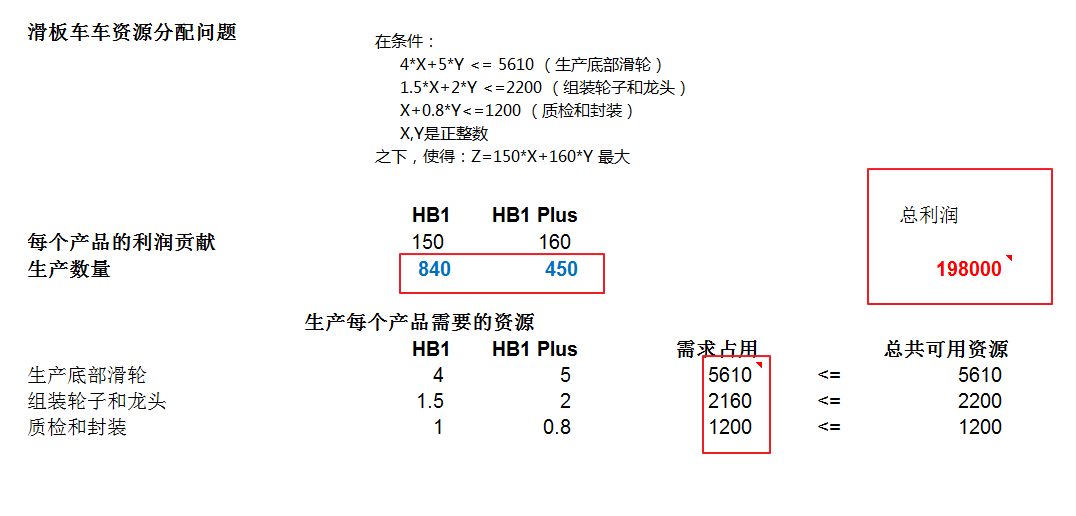 滑板车车资源分配问题
在条件：
4*X+5*Y <= 5610 （生产底部滑轮）
1.5*X+2*Y <=2200 （组装轮子和龙头）
X+0.8*Y<=1200 （质检和封装）
X,Y是正整数
之下，使得：Z=150*X+160*Y 最大
HB1 HB1 Plus 总利润
每个产品的利润贡献 150 160
生产数量 840 450 198000
生产每个产品需要的资源
HB1 HB1 Plus 需求占用 总共可用资源
生产底部滑轮 4 5 5610 <= 5610
组装轮子和龙头 1.5 2 2160 <= 2200
质检和封装 1 0.8 1200 <= 1200